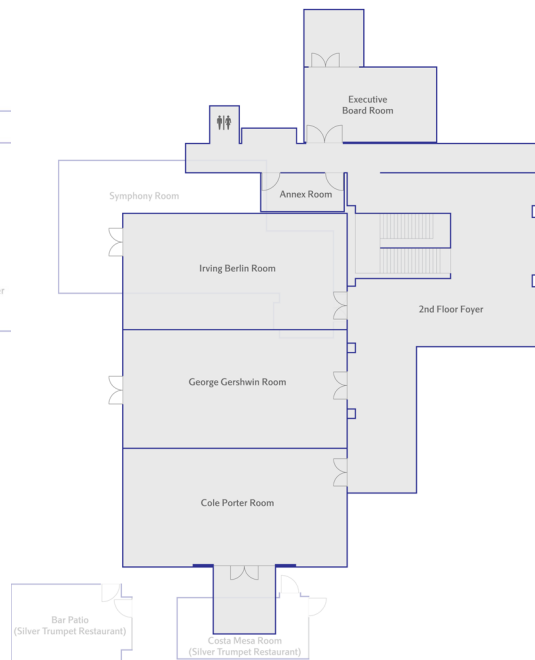 Executive
Board Room
Symphony Room
Annex Room
Irving Berlin Room
2nd Floor Foyer
George Gershwin Room
Cole Porter Room
Bar Patio
(Silver Trumpet Restaurant)
Costa Mesa Room
(Silver Trumpet Restaurant)